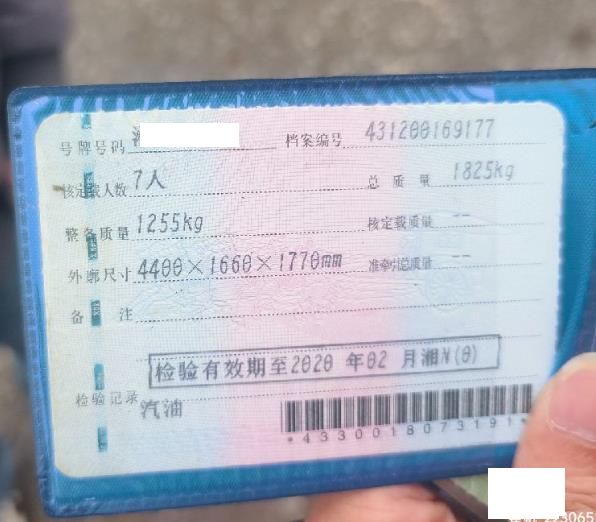 号牌号码 档案编号 431200169177
核定载人数 7人 总质量 1825kg
整备质量 1255kg 核定载质量 --
外廓尺寸 4400×1660×1770mm 准牵引总质量 --
备注
检验有效期至2020年02月湘N(0)
检验记录
汽油
*4330018073191*